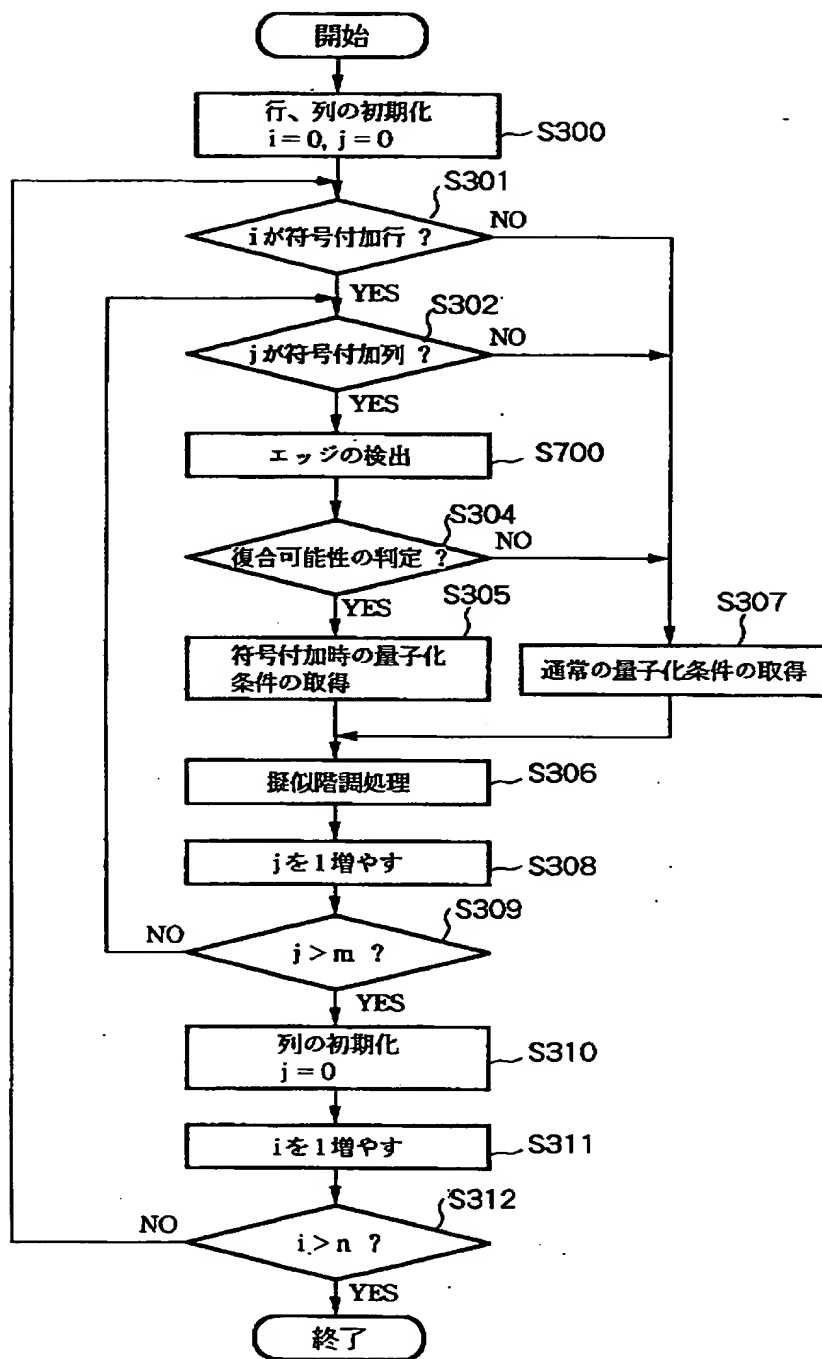 開始
行、列の初期化
i=0, j=0
S300
S301
iが符号付加行 ?
NO
YES
S302
jが符号付加列 ?
NO
YES
エッジの検出
S700
S304
復合可能性の判定 ?
NO
YES
S305
符号付加時の量子化
条件の取得
S307
通常の量子化条件の取得
擬似階調処理
S306
jを1増やす
S308
S309
j>m ?
NO
YES
列の初期化
j=0
S310
iを1増やす
S311
S312
i>n ?
NO
YES
終了